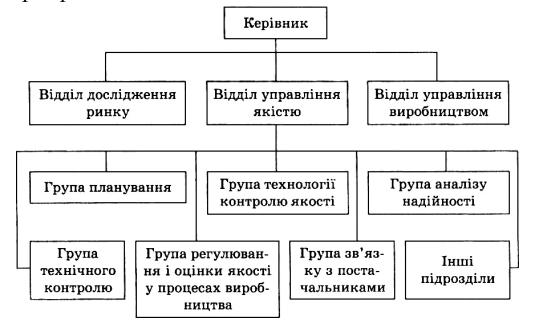 Керівник
Відділ дослідження
ринку
Відділ управління
якістю
Відділ управління
виробництвом
Група планування
Група технології
контролю якості
Група аналізу
надійності
Група
технічного
контролю
Група регулюван-
ня і оцінки якості
у процесах вироб-
ництва
Група зв’яз-
ку з поста-
чальниками
Інші
підрозділи